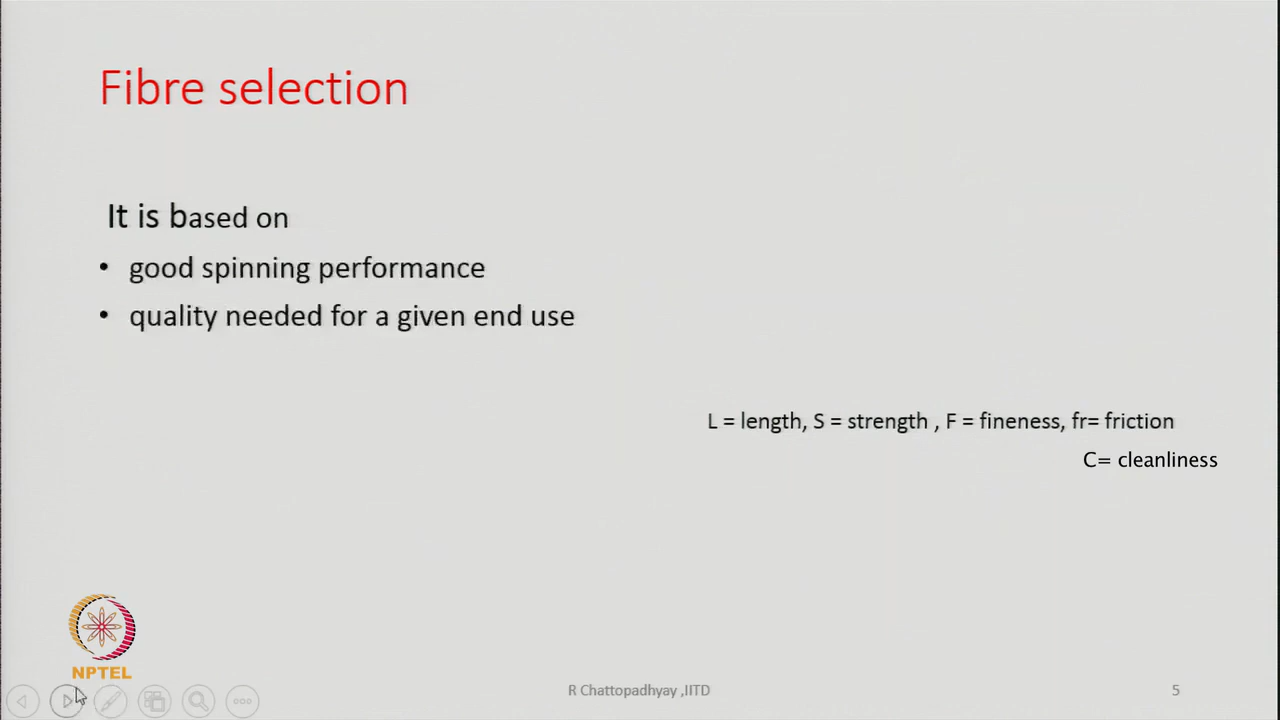 Fibre selection
It is based on
• good spinning performance
• quality needed for a given end use
L = length, S = strength , F = fineness, fr= friction
C= cleanliness
NPTEL
R Chattopadhyay ,IITD
5